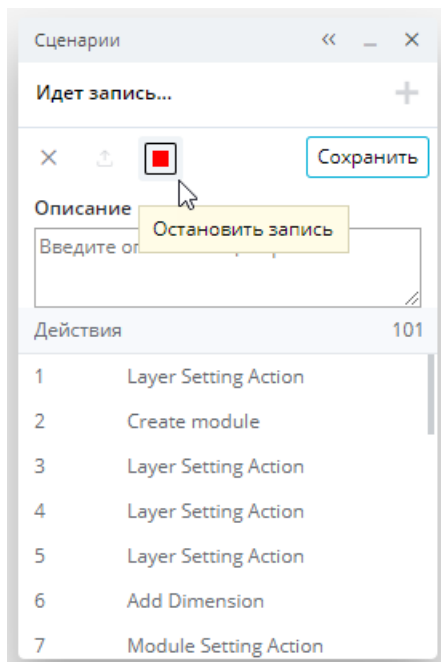 Сценарии
Идет запись...
Сохранить
Описание
Остановить запись
Введите
Действия 101
1 Layer Setting Action
2 Create module
3 Layer Setting Action
4 Layer Setting Action
5 Layer Setting Action
6 Add Dimension
7 Module Setting Action